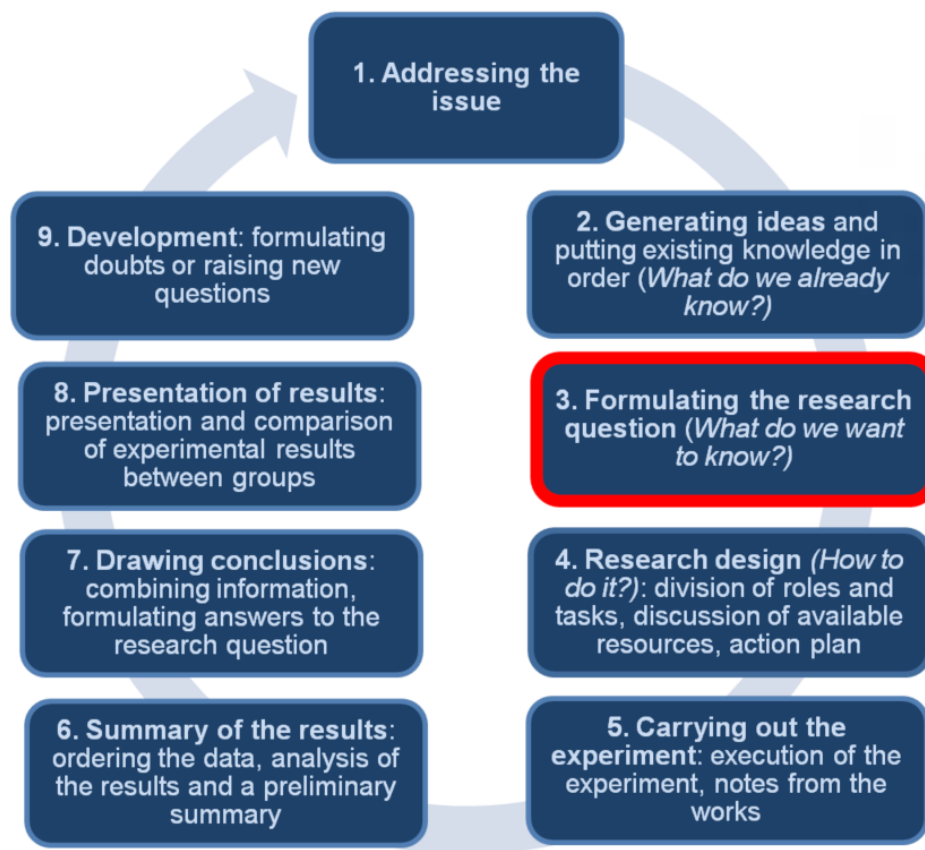 1. Addressing the
issue
2. Generating ideas and
putting existing knowledge in
order (What do we already
know?)
3. Formulating the research
question (What do we want
to know?)
4. Research design (How to
do it?): division of roles and
tasks, discussion of available
resources, action plan
5. Carrying out the
experiment: execution of the
experiment, notes from the
works
6. Summary of the results:
ordering the data, analysis of
the results and a preliminary
summary
7. Drawing conclusions:
combining information,
formulating answers to the
research question
8. Presentation of results:
presentation and comparison
of experimental results
between groups
9. Development: formulating
doubts or raising new
questions